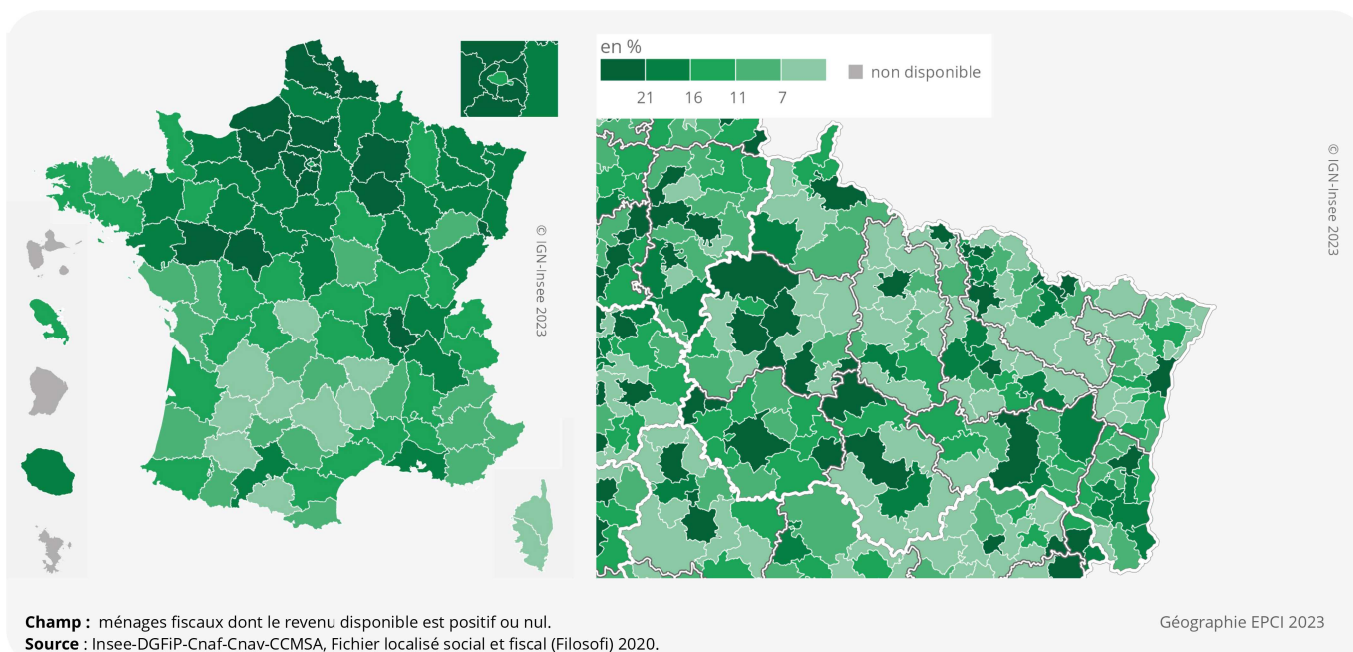 en %
21 16 11 7
non disponible
© IGN-Insee 2023
© IGN-Insee 2023
Champ : ménages fiscaux dont le revenu disponible est positif ou nul.
Géographie EPCI 2023
Source : Insee-DGFiP-Cnaf-Cnav-CCMSA, Fichier localisé social et fiscal (Filosofi) 2020.